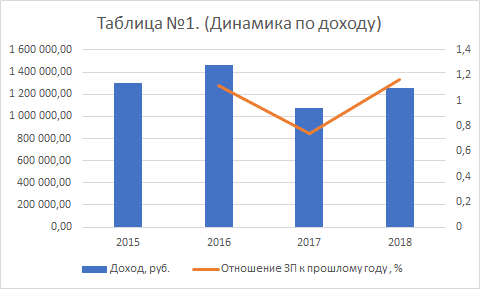 Таблица №1. (Динамика по доходу)
1 600 000,00
1 400 000,00
1 200 000,00
1 000 000,00
800 000,00
600 000,00
400 000,00
200 000,00
0,00
1,4
1,2
1
0,8
0,6
0,4
0,2
0
2015 2016 2017 2018
Доход, руб. Отношение ЗП к прошлому году , %